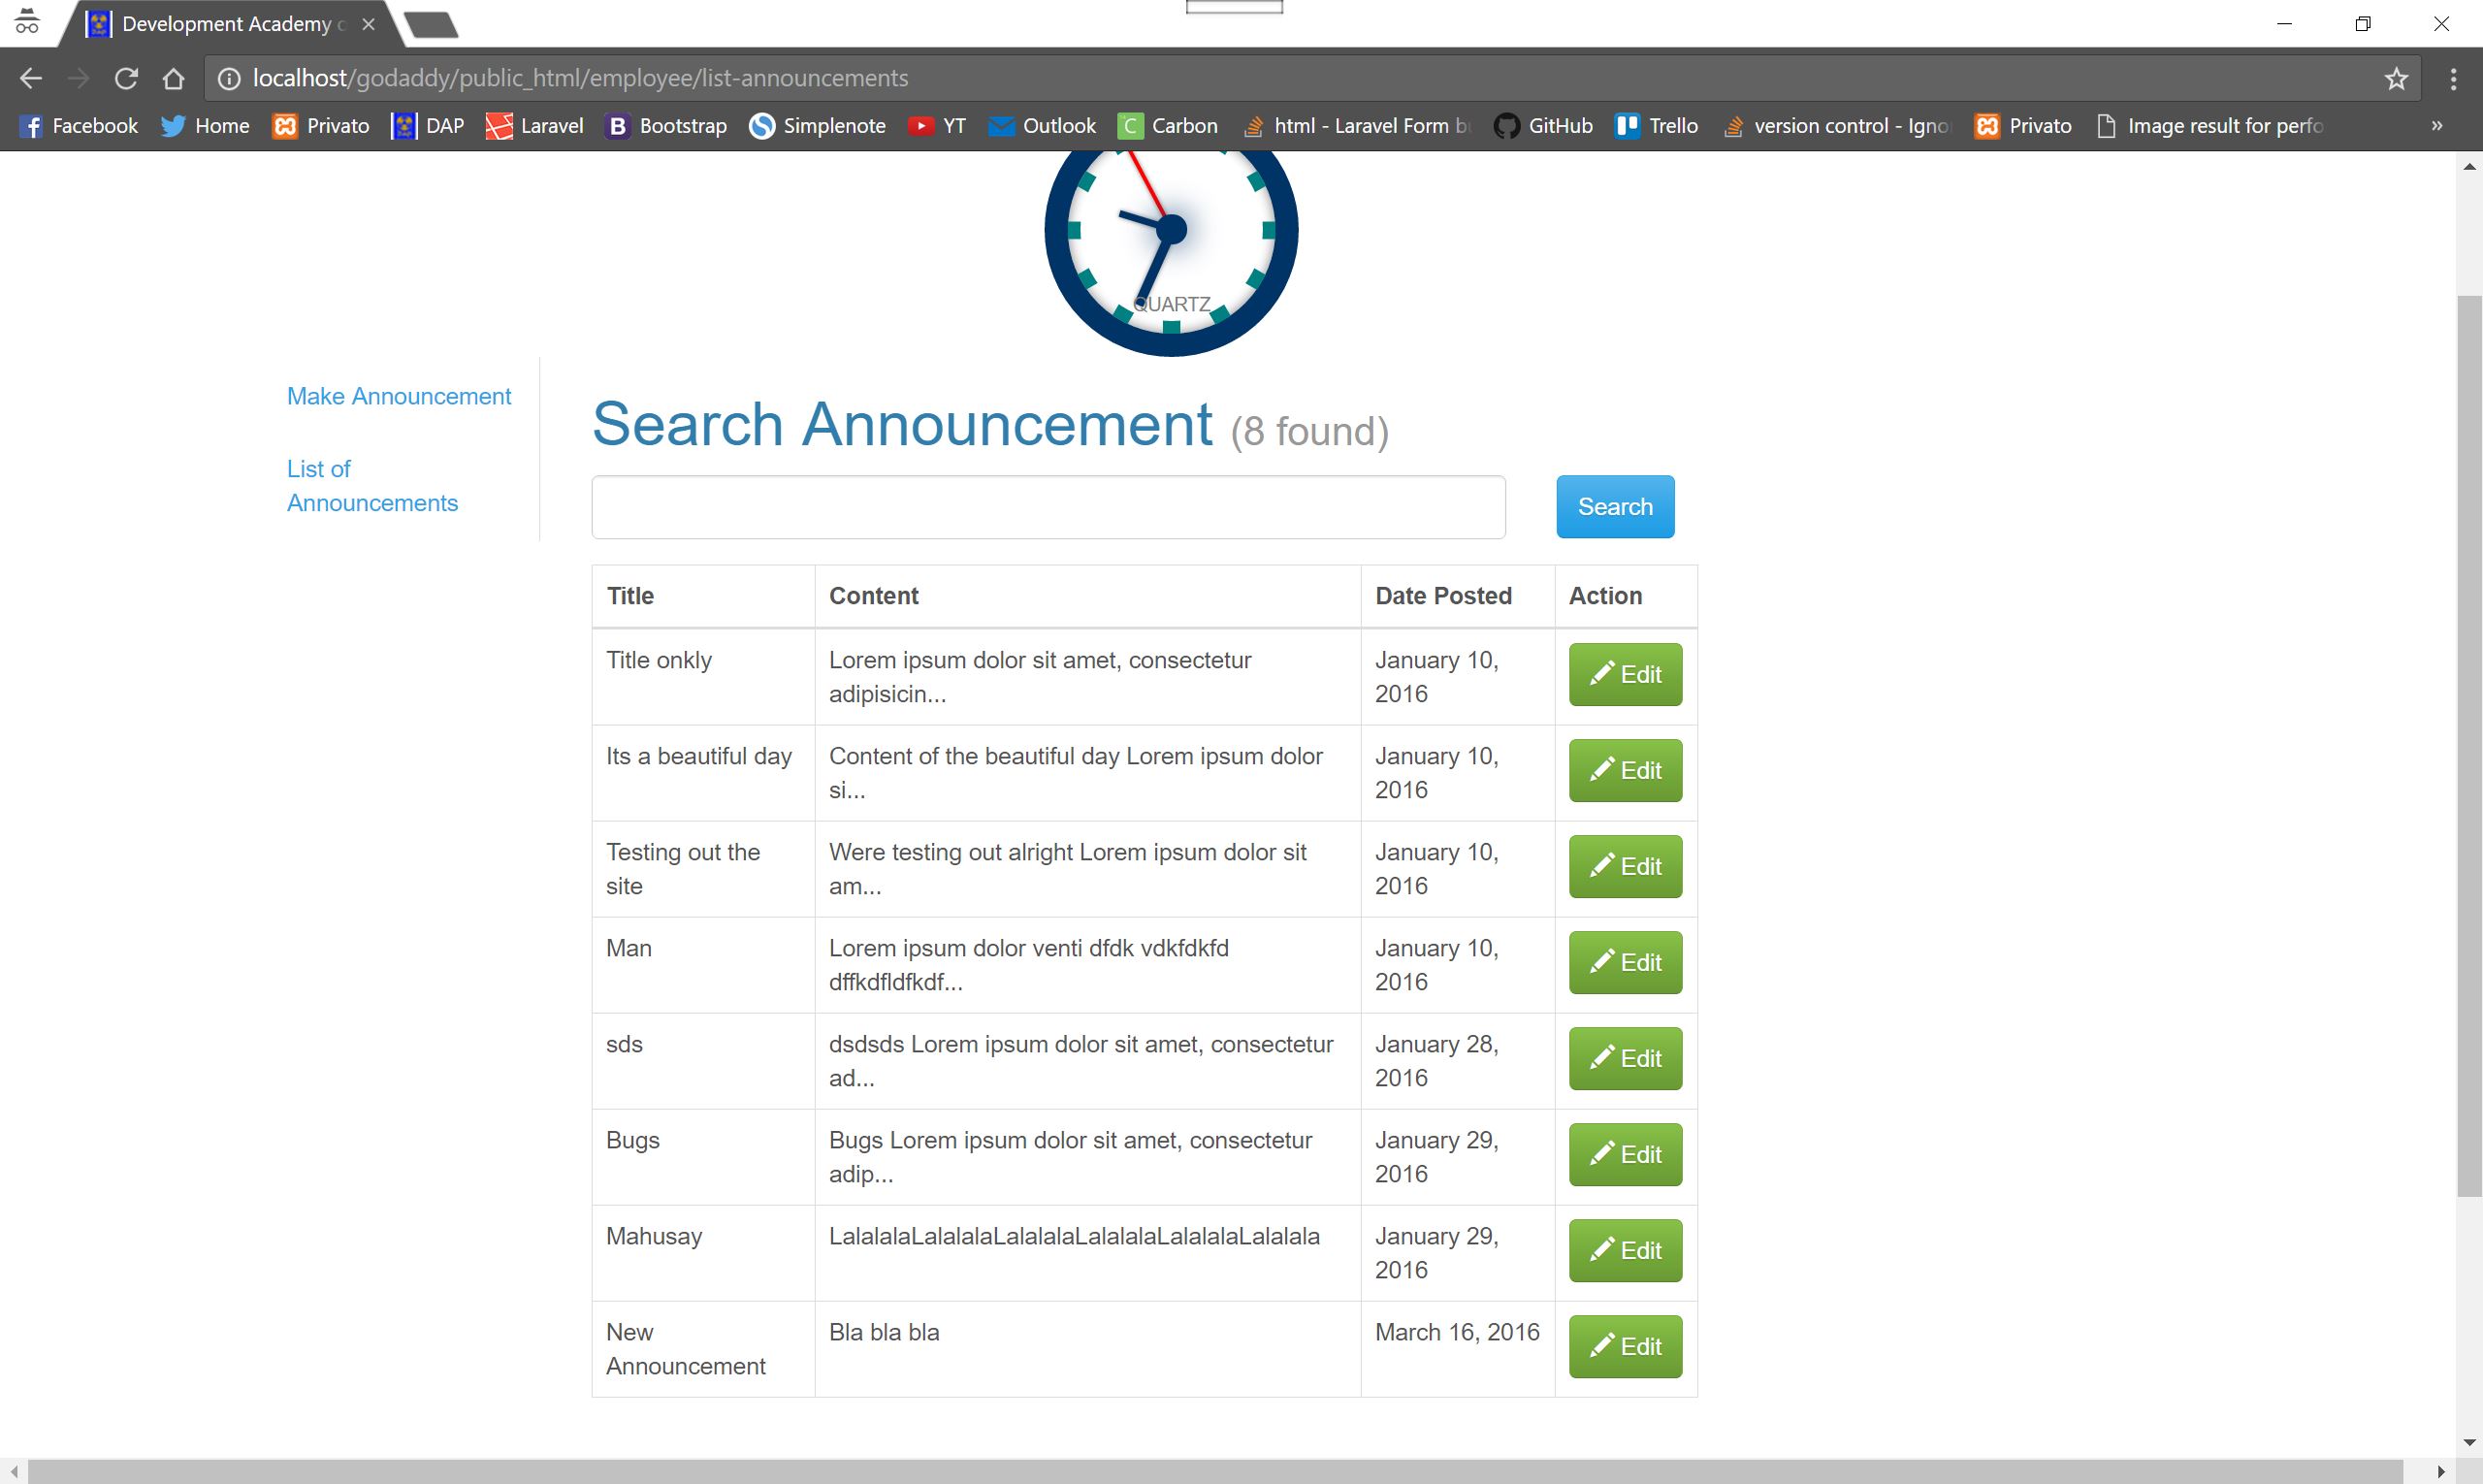 Development Academy
localhost/godaddy/public_html/employee/list-announcements
Facebook Home Privato DAP Laravel Bootstrap Simplenote YT Outlook Carbon html - Laravel Form GitHub Trello version control - Privato Image result for »
QUARTZ
Make Announcement
List of
Announcements
Search Announcement (8 found)
Search
Title Content Date Posted Action
Title onkly Lorem ipsum dolor sit amet, consectetur January 10, Edit
adipisicin... 2016
Its a beautiful day Content of the beautiful day Lorem ipsum dolor January 10, Edit
si... 2016
Testing out the Were testing out alright Lorem ipsum dolor sit January 10, Edit
site am... 2016
Man Lorem ipsum dolor venti dfdk vdkfdkfd January 10, Edit
dffkdfldfkdf... 2016
sds dsdsds Lorem ipsum dolor sit amet, consectetur January 28, Edit
ad... 2016
Bugs Bugs Lorem ipsum dolor sit amet, consectetur January 29, Edit
adip... 2016
Mahusay LalalalaLalalalaLalalalaLalalalaLalalalaLalalala January 29, Edit
2016
New Bla bla bla March 16, 2016 Edit
Announcement